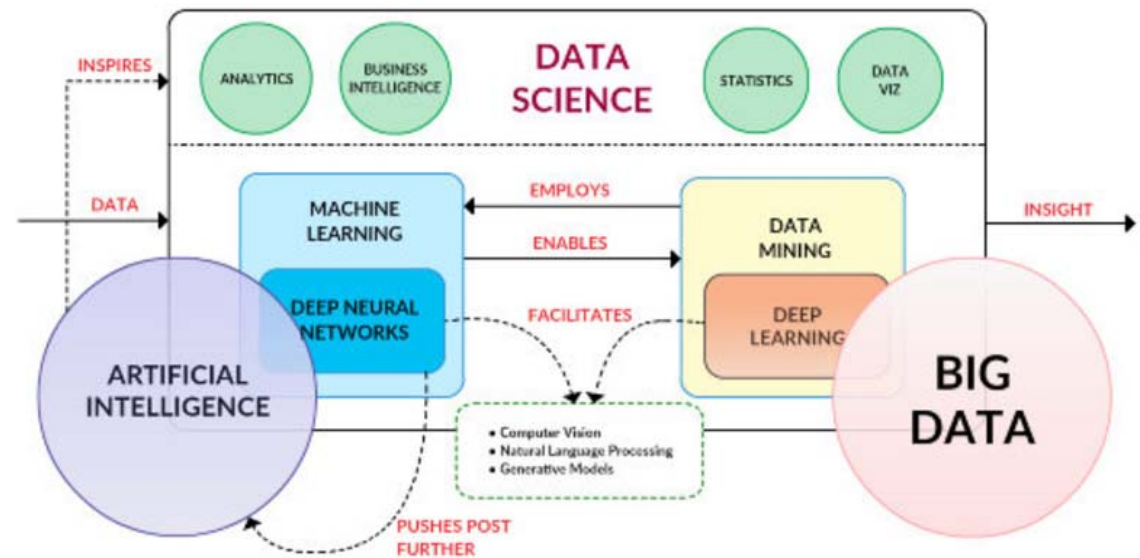 INSPIRES
ANALYTICS
BUSINESS
INTELLIGENCE
DATA
SCIENCE
STATISTICS
DATA
VIZ
DATA
MACHINE
LEARNING
EMPLOYS
ENABLES
DATA
MINING
INSIGHT
DEEP NEURAL
NETWORKS
FACILITATES
DEEP
LEARNING
ARTIFICIAL
INTELLIGENCE
BIG
DATA
• Computer Vision
• Natural Language Processing
• Generative Models
PUSHES POST
FURTHER